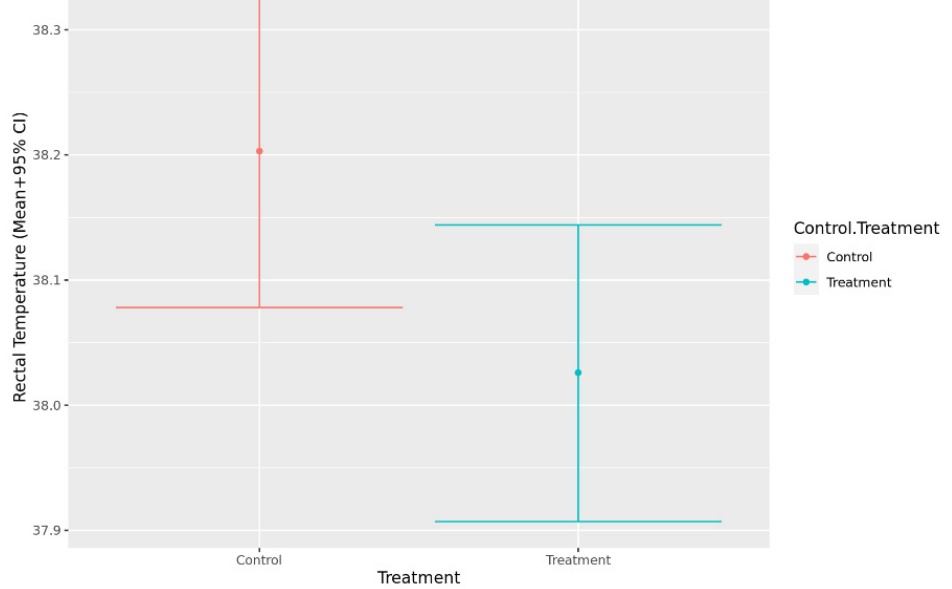 38.3
38.2
38.1
38.0
37.9
Rectal Temperature (Mean+95% CI)
Control
Treatment
Treatment
Control.Treatment
Control
Treatment